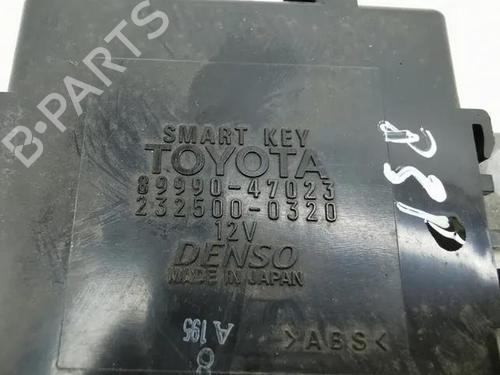 SMART KEY
TOYOTA
89990-47023
232500-0320
12V
DENSO
MADE IN JAPAN
A 195
>ABS<
B-PARTS